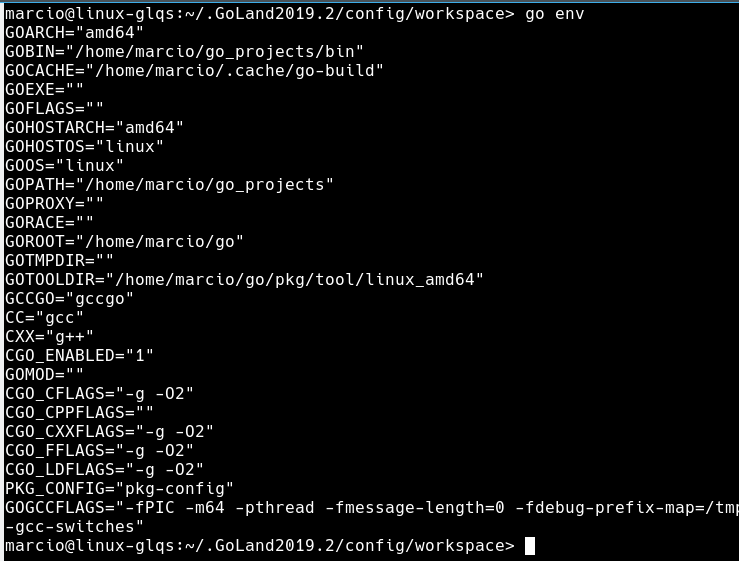 marcio@linux-glqs:~/.GoLand2019.2/config/workspace> go env
GOARCH="amd64"
GOBIN="/home/marcio/go_projects/bin"
GOCACHE="/home/marcio/.cache/go-build"
GOEXE=""
GOFLAGS=""
GOHOSTARCH="amd64"
GOHOSTOS="linux"
GOOS="linux"
GOPATH="/home/marcio/go_projects"
GOPROXY=""
GORACE=""
GOROOT="/home/marcio/go"
GOTMPDIR=""
GOTOOLDIR="/home/marcio/go/pkg/tool/linux_amd64"
GCCGO="gccgo"
CC="gcc"
CXX="g++"
CGO_ENABLED="1"
GOMOD=""
CGO_CFLAGS="-g -O2"
CGO_CPPFLAGS=""
CGO_CXXFLAGS="-g -O2"
CGO_FFLAGS="-g -O2"
CGO_LDFLAGS="-g -O2"
PKG_CONFIG="pkg-config"
GOGCCFLAGS="-fPIC -m64 -pthread -fmessage-length=0 -fdebug-prefix-map=/tmp
-gcc-switches"
marcio@linux-glqs:~/.GoLand2019.2/config/workspace>